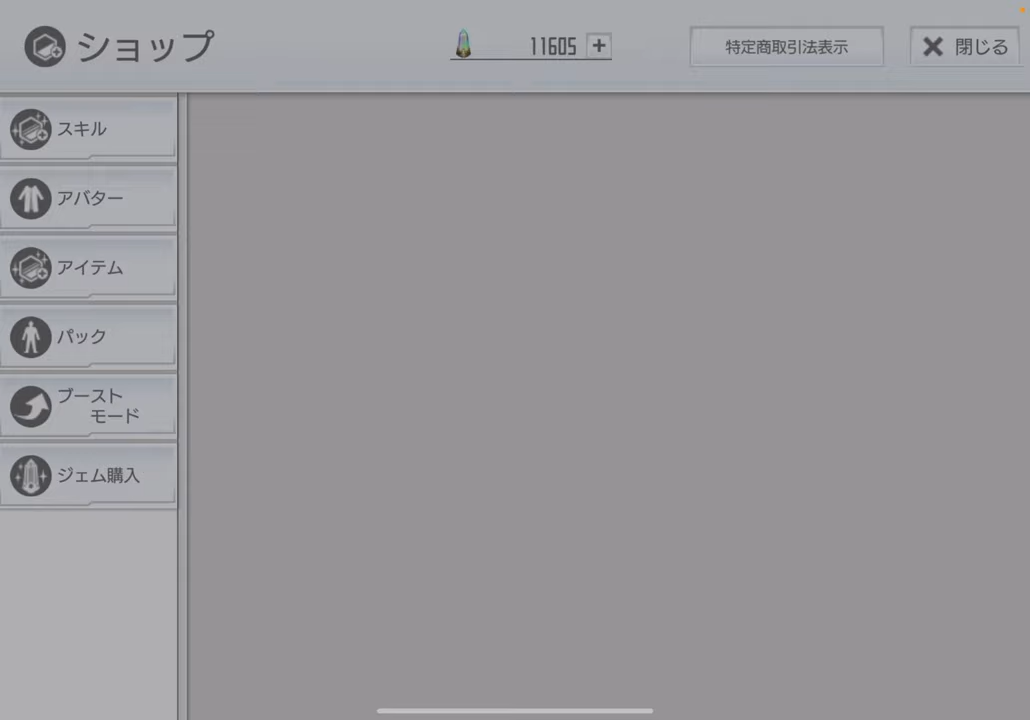 ショップ
11605
特定商取引法表示
閉じる
スキル
アバター
アイテム
パック
ブースト
モード
ジェム購入